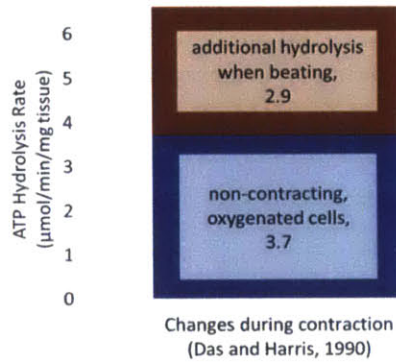 ATP Hydrolysis Rate
(µmol/min/mg tissue)
6
5
4
3
2
1
0
additional hydrolysis
when beating,
2.9
non-contracting,
oxygenated cells,
3.7
Changes during contraction
(Das and Harris, 1990)